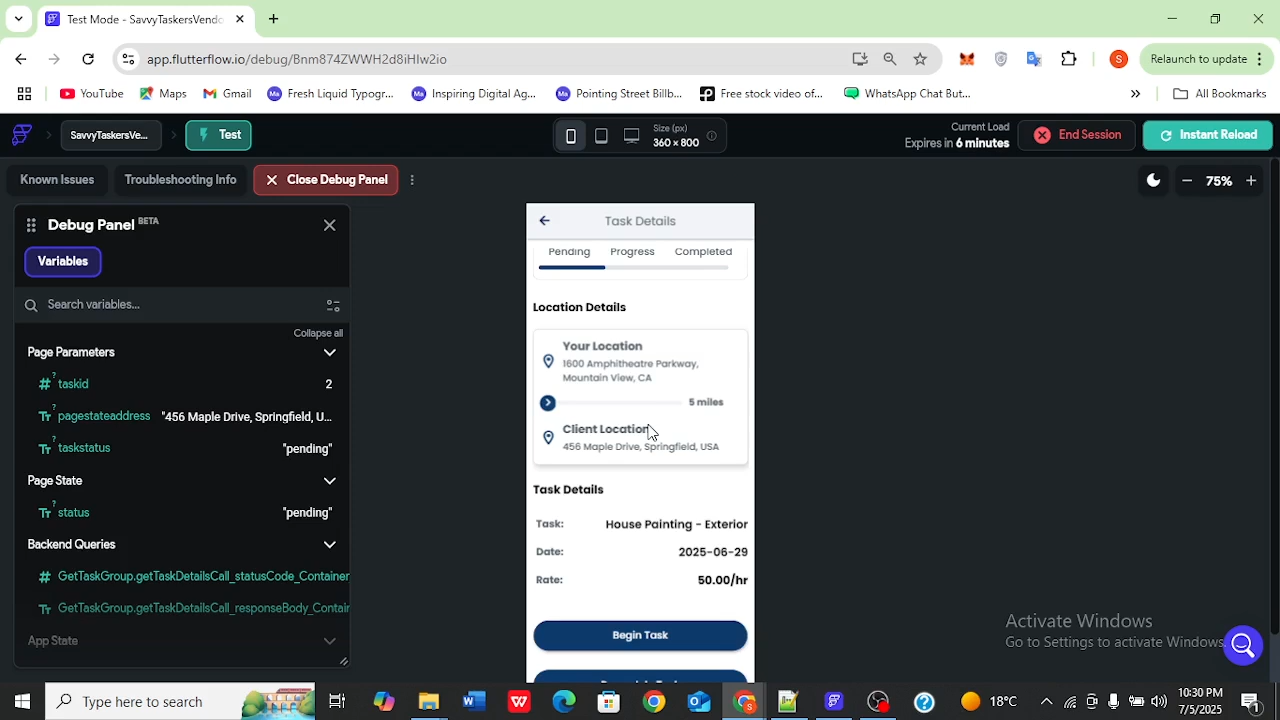 Test Mode - SavvyTaskersVend
app.flutterflow.io/debug/Bsm874ZWWH2d8iHIw2io
Relaunch to update
YouTube
Maps
Gmail
Fresh Liquid Typogr...
Inspiring Digital Ag...
Pointing Street Billb...
Free stock video of...
WhatsApp Chat But...
All Bookmarks
SavvyTaskersVe...
Test
Size (px)
360 × 800
Current Load
Expires in 6 minutes
End Session
Instant Reload
Known Issues
Troubleshooting Info
Close Debug Panel
75%
Debug Panel BETA
Variables
Search variables...
Collapse all
Page Parameters
taskid 2
pagestateaddress "456 Maple Drive, Springfield, U...
taskstatus "pending"
Page State
status "pending"
Backend Queries
GetTaskGroup.getTaskDetailsCall_statusCode_Container
GetTaskGroup.getTaskDetailsCall_responseBody_Contair
App State
Task Details
Pending Progress Completed
Location Details
Your Location
1600 Amphitheatre Parkway,
Mountain View, CA
5 miles
Client Location
456 Maple Drive, Springfield, USA
Task Details
Task: House Painting - Exterior
Date: 2025-06-29
Rate: 50.00/hr
Begin Task
Activate Windows
Go to Settings to activate Windows.
Type here to search
18°C
10:30 PM
7/5/2025